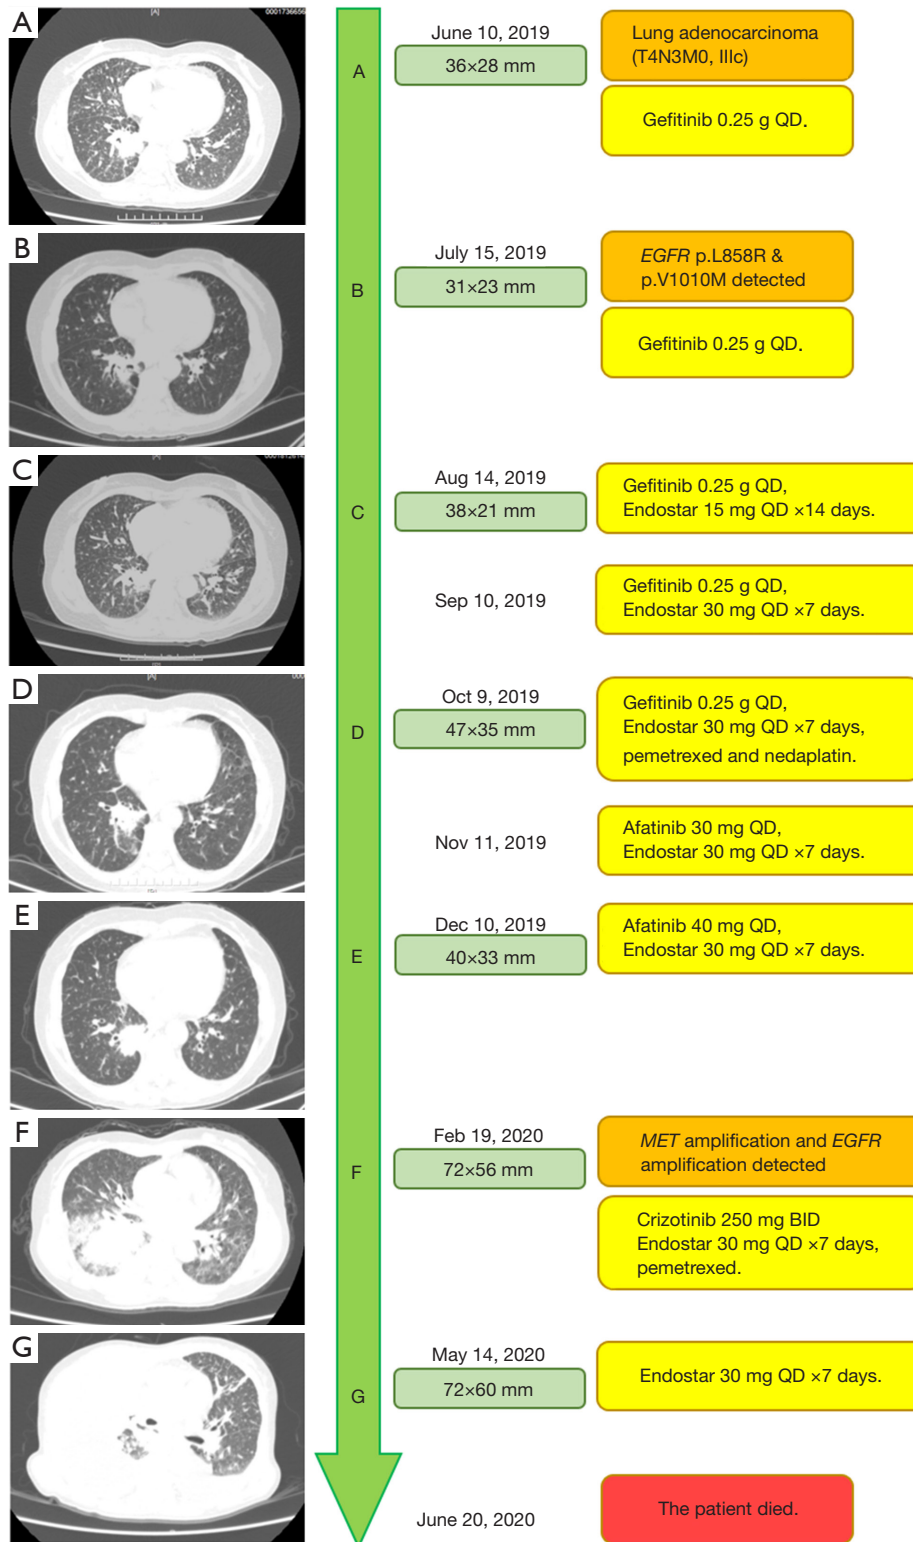 A
0001736656
June 10, 2019
36×28 mm
A
Lung adenocarcinoma
(T4N3M0, IIIc)
Gefitinib 0.25 g QD.
B
July 15, 2019
31×23 mm
B
EGFR p.L858R &
p.V1010M detected
Gefitinib 0.25 g QD.
C
[A]
Aug 14, 2019
38×21 mm
C
Gefitinib 0.25 g QD,
Endostar 15 mg QD ×14 days.
Sep 10, 2019
Gefitinib 0.25 g QD,
Endostar 30 mg QD ×7 days.
D
[A]
Oct 9, 2019
47×35 mm
D
Gefitinib 0.25 g QD,
Endostar 30 mg QD ×7 days,
pemetrexed and nedaplatin.
Nov 11, 2019
Afatinib 30 mg QD,
Endostar 30 mg QD ×7 days.
E
Dec 10, 2019
40×33 mm
E
Afatinib 40 mg QD,
Endostar 30 mg QD ×7 days.
F
Feb 19, 2020
72×56 mm
F
MET amplification and EGFR
amplification detected
Crizotinib 250 mg BID
Endostar 30 mg QD ×7 days,
pemetrexed.
G
May 14, 2020
72×60 mm
G
Endostar 30 mg QD ×7 days.
June 20, 2020
The patient died.